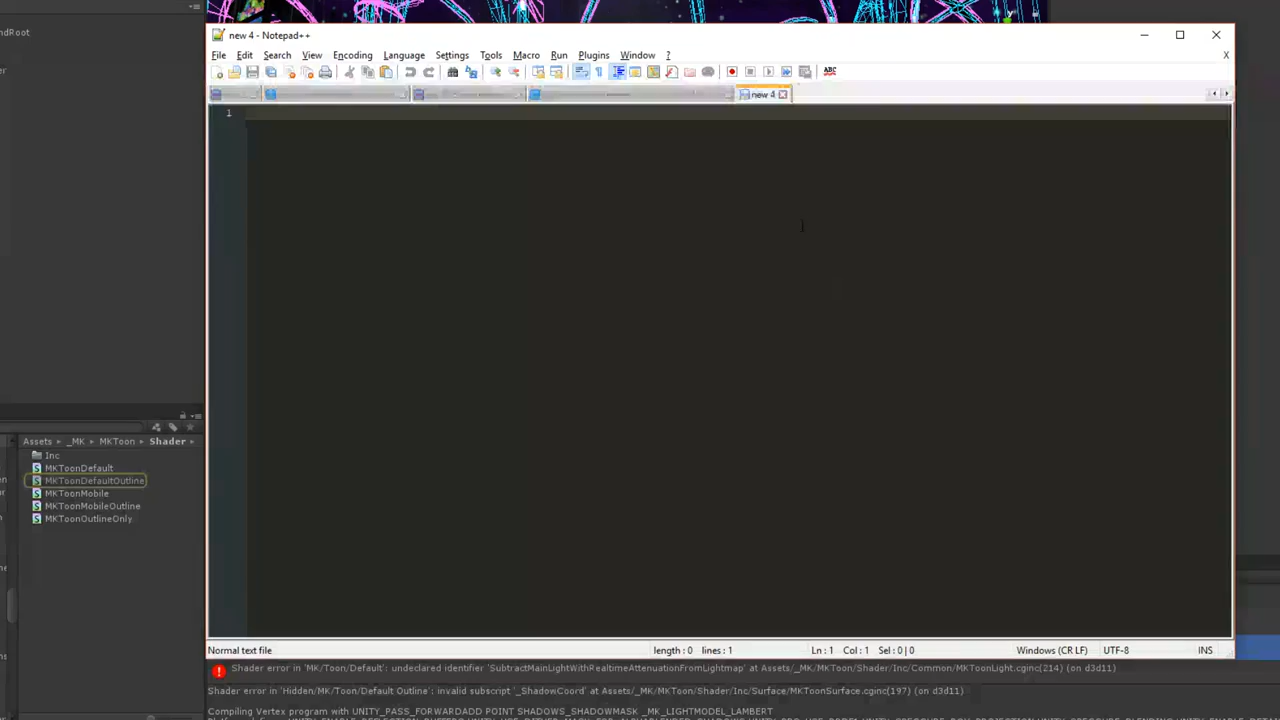 ndRoot
new 4 - Notepad++
File Edit Search View Encoding Language Settings Tools Macro Run Plugins Window ? X
ABC
new 4
1
Assets _MK MKToon Shader
Inc
MKToonDefault
MKToonDefaultOutline
MKToonMobile
MKToonMobileOutline
MKToonOutlineOnly
Normal text file length: 0 lines: 1 Ln: 1 Col: 1 Sel: 0 | 0 Windows (CR LF) UTF-8 INS
Shader error in 'MK/Toon/Default': undeclared identifier 'SubtractMainLightWithRealtimeAttenuationFromLightmap' at Assets/_MK/MKToon/Shader/Inc/Common/MKToonLight.cginc(214) (on d3d11)
Shader error in 'Hidden/MK/Toon/Default Outline': invalid subscript '_ShadowCoord' at Assets/_MK/MKToon/Shader/Inc/Surface/MKToonSurface.cginc(197) (on d3d11)
Compiling Vertex program with UNITY_PASS_FORWARDADD POINT SHADOWS_SHADOWMASK _MK_LIGHTMODEL_LAMBERT